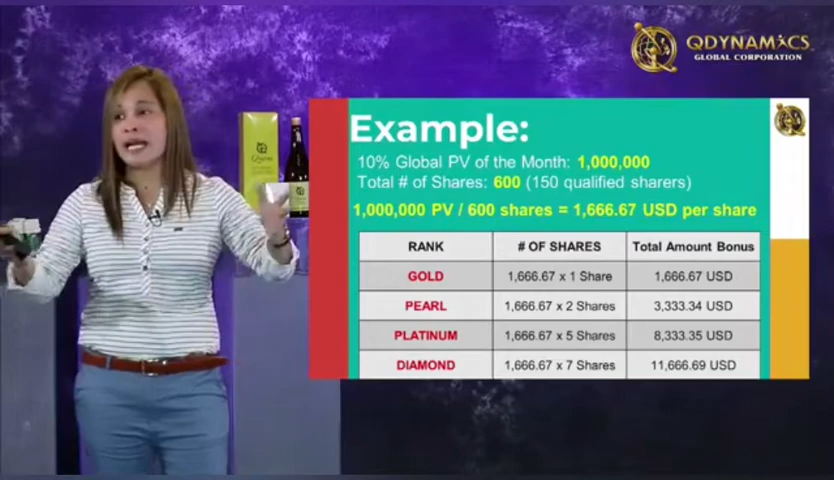 QDYNAMICS
GLOBAL CORPORATION
Example:
10% Global PV of the Month: 1,000,000
Total # of Shares: 600 (150 qualified sharers)
1,000,000 PV / 600 shares = 1,666.67 USD per share
RANK # OF SHARES Total Amount Bonus
GOLD 1,666.67 x 1 Share 1,666.67 USD
PEARL 1,666.67 x 2 Shares 3,333.34 USD
PLATINUM 1,666.67 x 5 Shares 8,333.35 USD
DIAMOND 1,666.67 x 7 Shares 11,666.69 USD